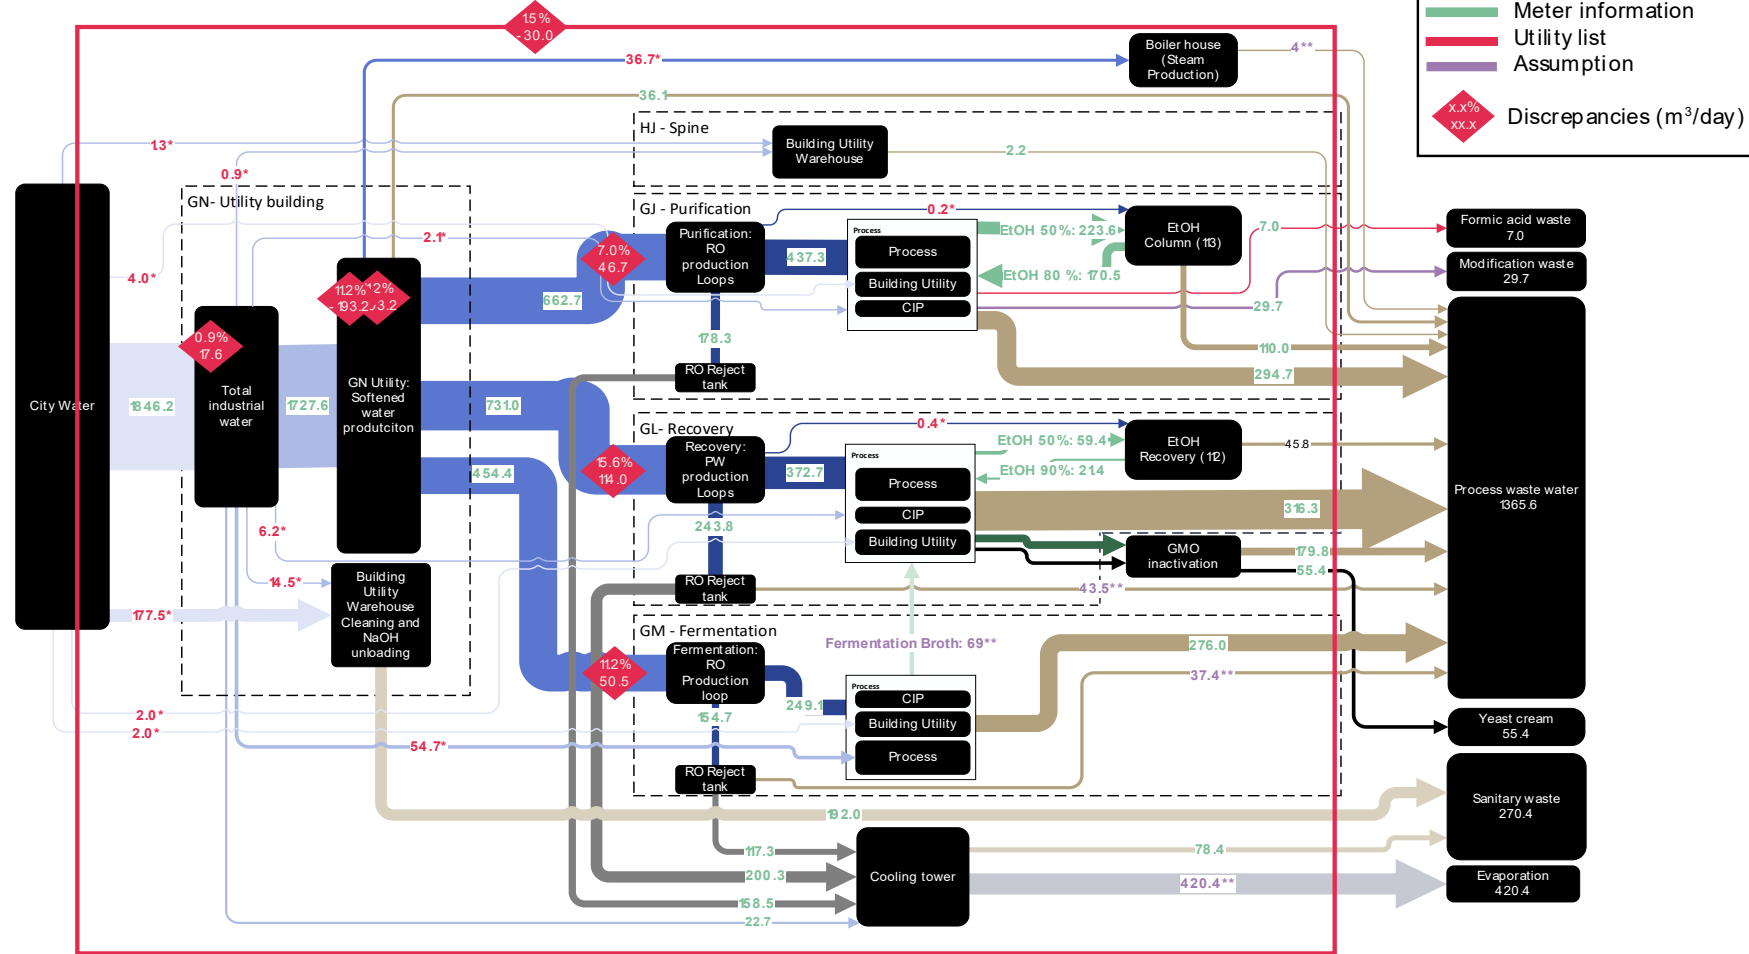 1.5%
-30.0
Meter information
Utility list
Assumption
x.x%
xx.x
Discrepancies (m³/day)
Boiler house
(Steam
Production)
4**
36.7*
36.1
HJ - Spine
Building Utility
Warehouse
2.2
1.3*
0.9*
GN- Utility building
2.1*
4.0*
GJ - Purification
Purification:
RO
production
Loops
0.2*
Process
Process
Building Utility
CIP
EtOH 50%: 223.6
EtOH 80 %: 170.5
EtOH
Column (113)
7.0
Formic acid waste
7.0
Modification waste
29.7
29.7
7.0%
46.7
437.3
662.7
11.2%
-193.2
0.9%
17.6
178.3
RO Reject
tank
110.0
294.7
City Water
1846.2
Total
industrial
water
1727.6
GN Utility:
Softened
water
produtciton
731.0
454.4
GL- Recovery
Recovery:
PW
production
Loops
0.4*
15.6%
114.0
372.7
243.8
Process
Process
CIP
Building Utility
EtOH 50%: 59.4
EtOH 90%: 21.4
EtOH
Recovery (112)
45.8
316.3
Process waste water
1365.6
GMO
inactivation
179.8
55.4
RO Reject
tank
43.5**
6.2*
14.5*
177.5*
Building
Utility
Warehouse
Cleaning and
NaOH
unloading
GM - Fermentation
Fermentation:
RO
Production
loop
11.2%
50.5
Fermentation Broth: 69**
276.0
37.4**
249.1
154.7
Process
CIP
Building Utility
Process
RO Reject
tank
2.0*
2.0*
54.7*
Yeast cream
55.4
Sanitary waste
270.4
192.0
117.3
200.3
158.5
22.7
Cooling tower
78.4
420.4**
Evaporation
420.4